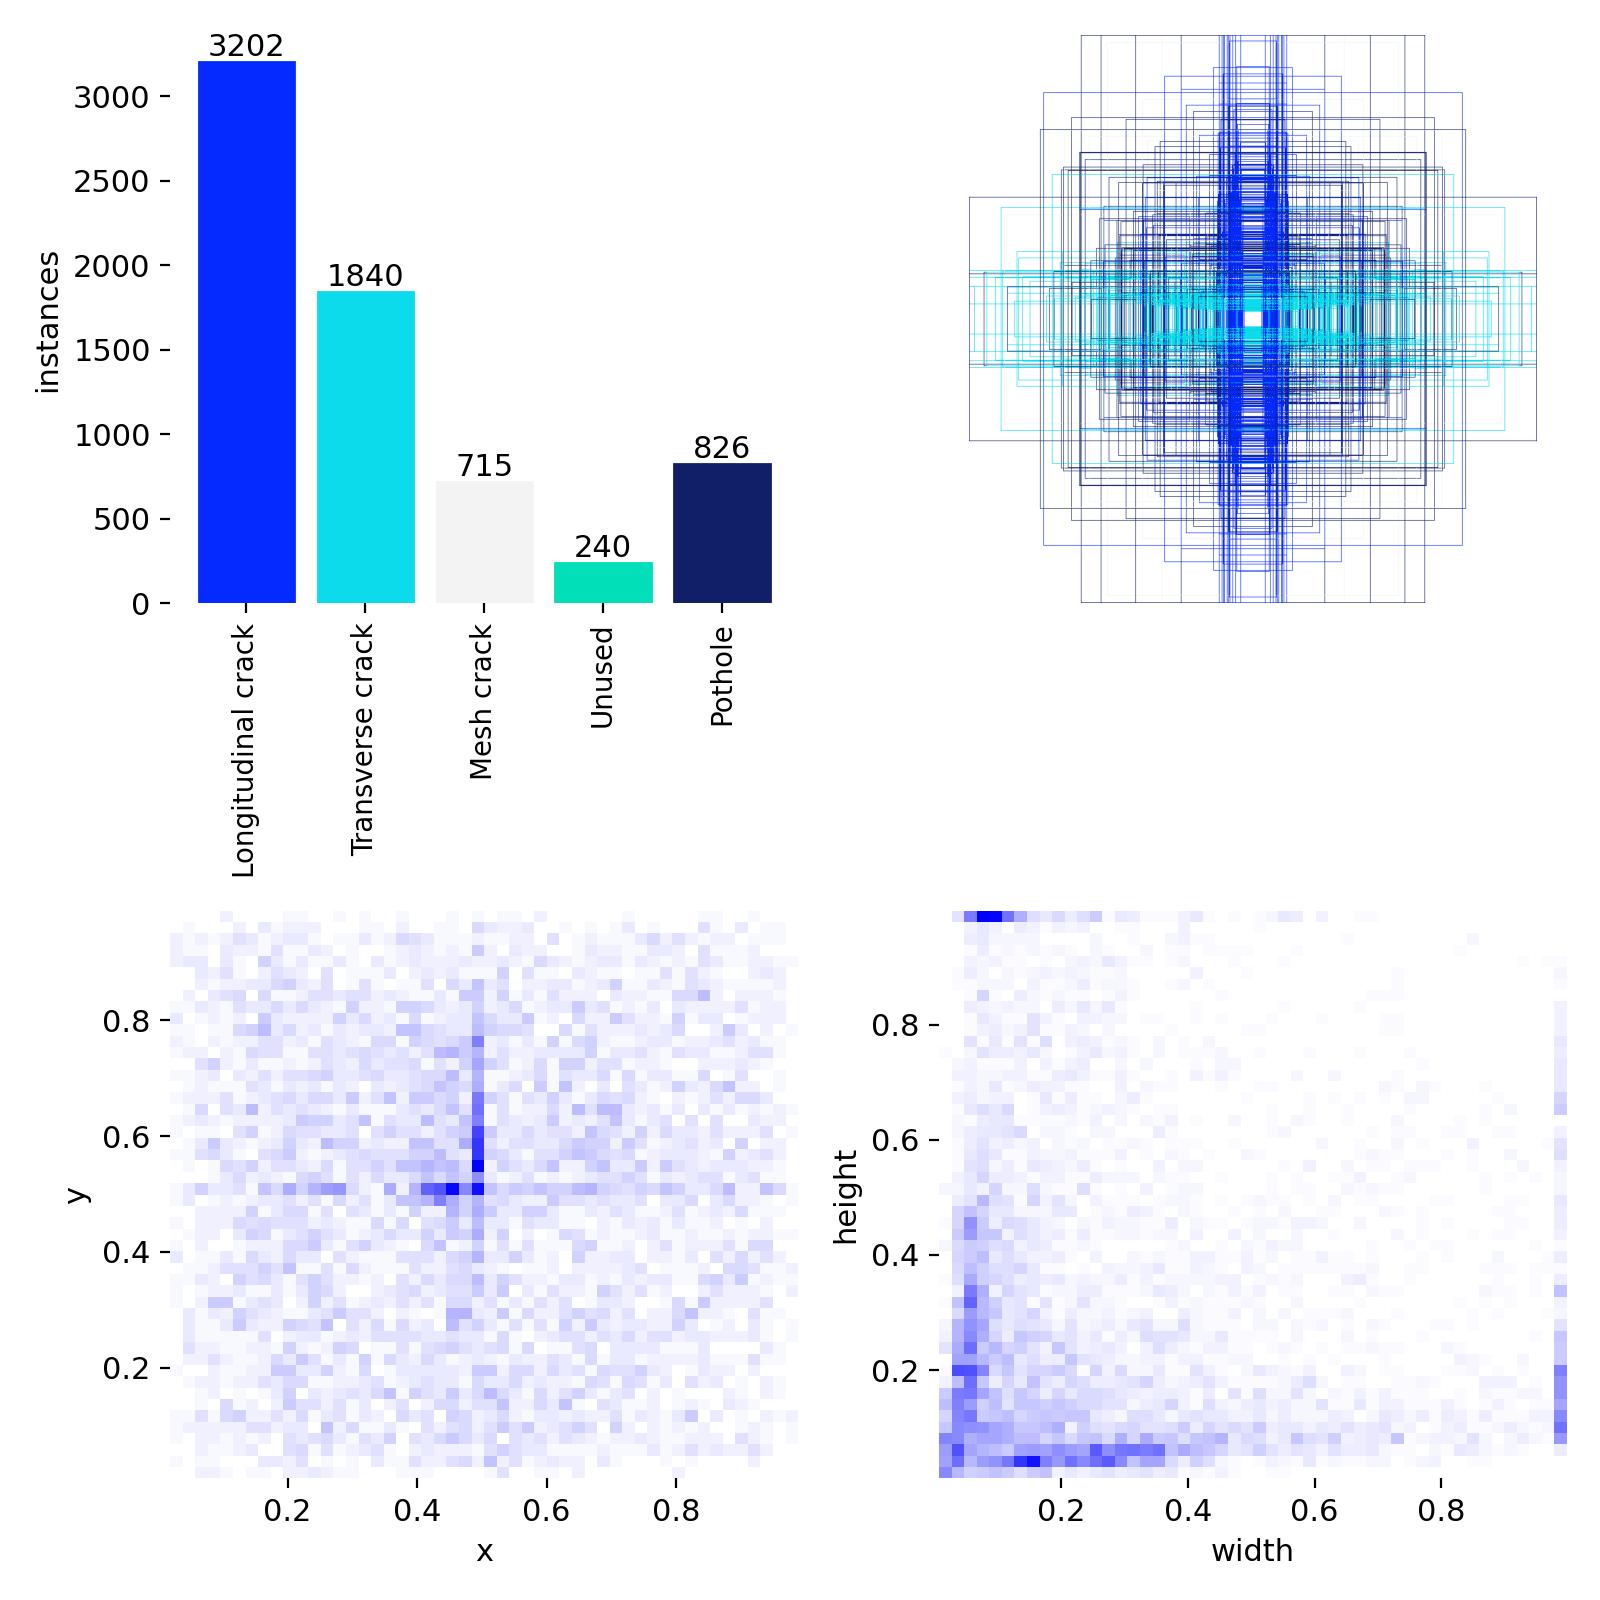 3202
3000
2500
2000
1500
1000
500
0
instances
1840
715
240
826
Longitudinal crack
Transverse crack
Mesh crack
Unused
Pothole
0.8
0.6
0.4
0.2
y
0.2 0.4 0.6 0.8
x
0.8
0.6
0.4
0.2
height
0.2 0.4 0.6 0.8
width